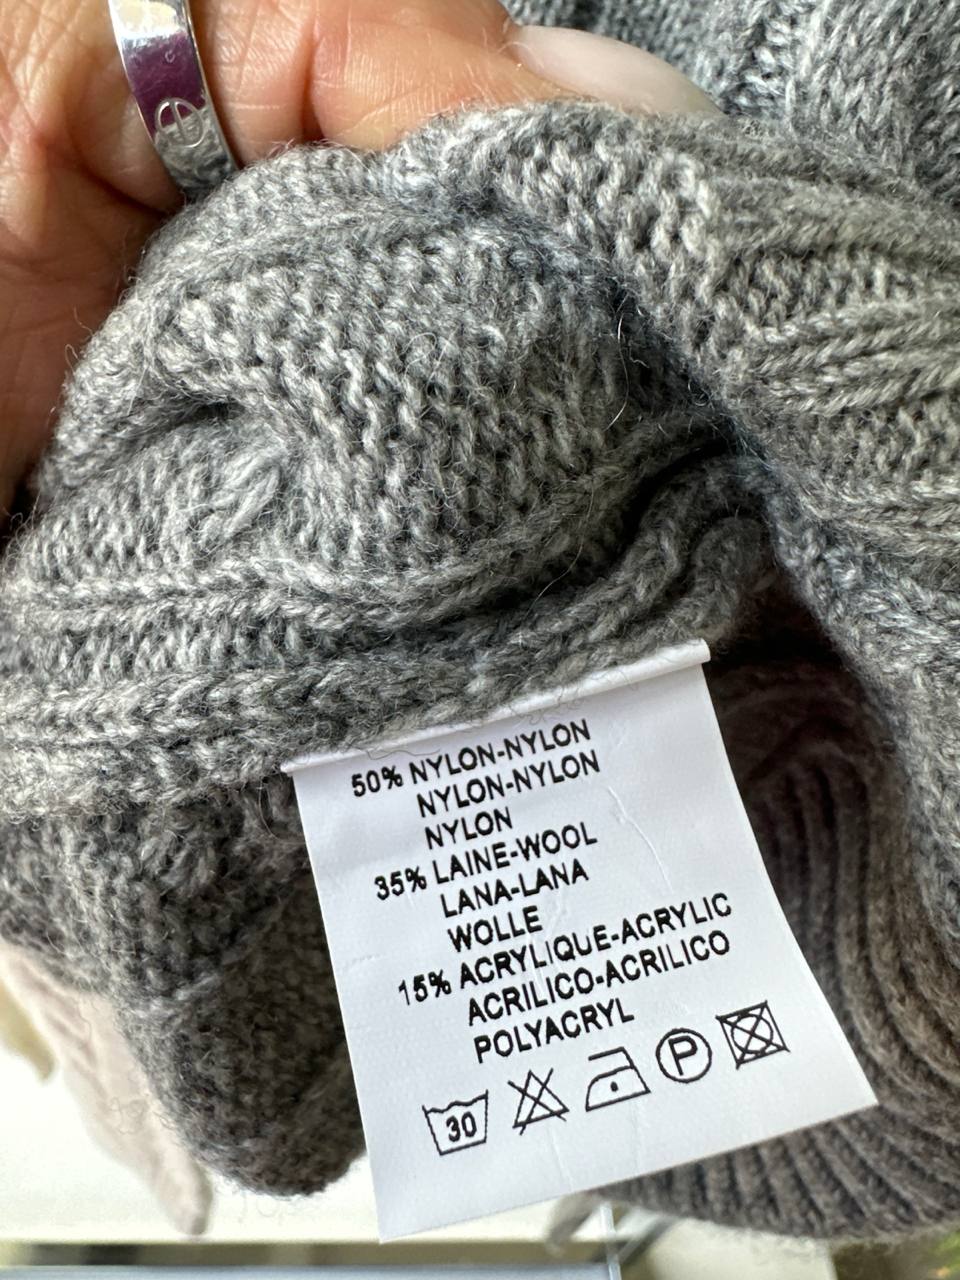 50% NYLON-NYLON
NYLON-NYLON
NYLON
35% LAINE-WOOL
LANA-LANA
WOLLE
15% ACRYLIQUE-ACRYLIC
ACRILICO-ACRILICO
POLYACRYL
30 P